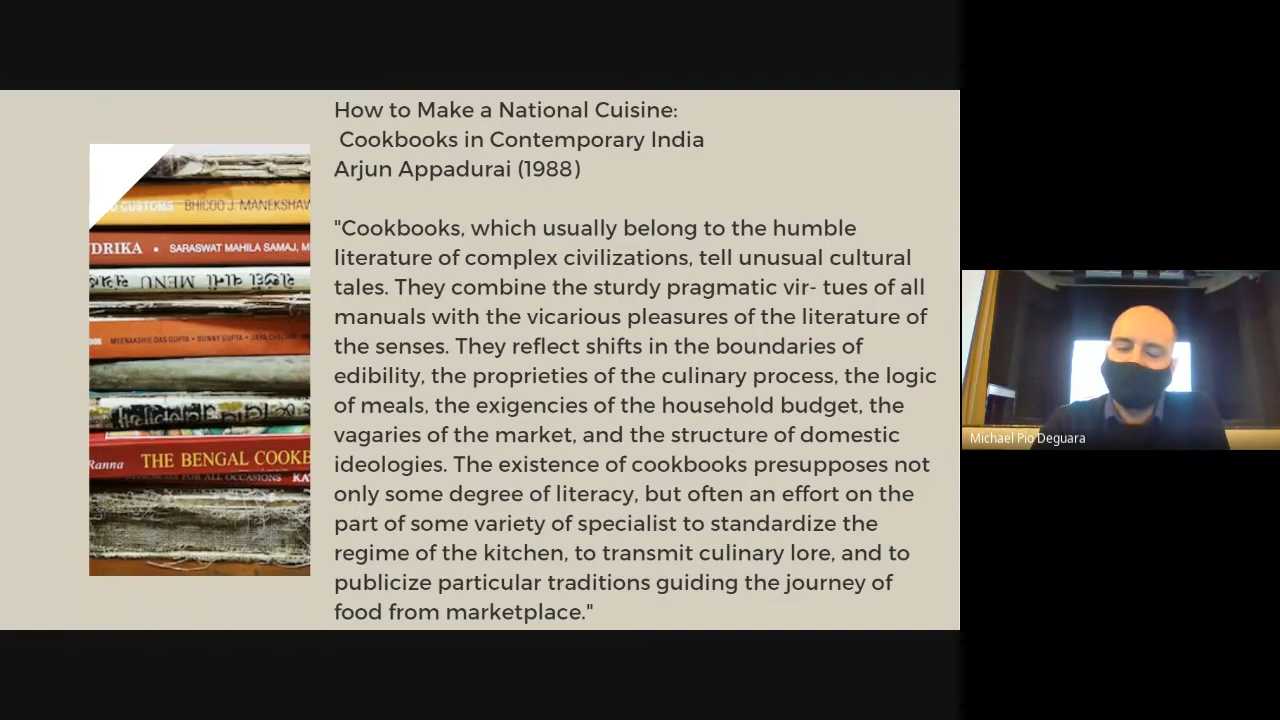 How to Make a National Cuisine:
Cookbooks in Contemporary India
Arjun Appadurai (1988)
"Cookbooks, which usually belong to the humble
literature of complex civilizations, tell unusual cultural
tales. They combine the sturdy pragmatic vir- tues of all
manuals with the vicarious pleasures of the literature of
the senses. They reflect shifts in the boundaries of
edibility, the proprieties of the culinary process, the logic
of meals, the exigencies of the household budget, the
vagaries of the market, and the structure of domestic
ideologies. The existence of cookbooks presupposes not
only some degree of literacy, but often an effort on the
part of some variety of specialist to standardize the
regime of the kitchen, to transmit culinary lore, and to
publicize particular traditions guiding the journey of
food from marketplace."
CUSTOMS BHICOO J. MANEKSHAW
DRIKA • SARASWAT MAHILA SAMAJ, M
MENU
MEENAKSHIE DAS GUPTA • BUNNY GUPTA • JAYA CHALIHA
Ranna THE BENGAL COOKB
FOR ALL OCCASIONS KA
Michael Pio Deguara